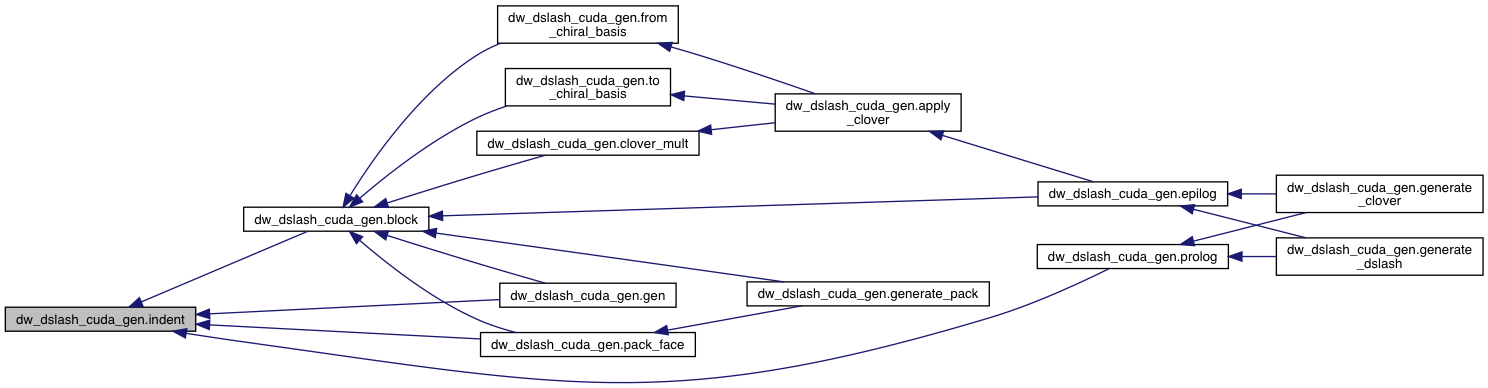 dw_dslash_cuda_gen.from
_chiral_basis
dw_dslash_cuda_gen.to
_chiral_basis
dw_dslash_cuda_gen.apply
_clover
dw_dslash_cuda_gen.clover_mult
dw_dslash_cuda_gen.generate
_clover
dw_dslash_cuda_gen.epilog
dw_dslash_cuda_gen.block
dw_dslash_cuda_gen.prolog
dw_dslash_cuda_gen.generate
_dslash
dw_dslash_cuda_gen.gen
dw_dslash_cuda_gen.generate_pack
dw_dslash_cuda_gen.indent
dw_dslash_cuda_gen.pack_face